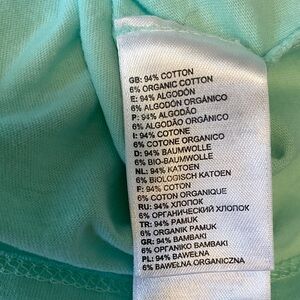 GB: 94% COTTON
6% ORGANIC COTTON
E: 94% ALGODÓN
6% ALGODÓN ORGÁNICO
P: 94% ALGODÃO
6% ALGODÃO ORGÂNICO
I: 94% COTONE
6% COTONE ORGANICO
D: 94% BAUMWOLLE
6% BIO-BAUMWOLLE
NL: 94% KATOEN
6% BIOLOGISCH KATOEN
F: 94% COTON
6% COTON ORGANIQUE
RU: 94% ХЛОПОК
6% ОРГАНИЧЕСКИЙ ХЛОПОК
TR: 94% PAMUK
6% ORGANIK PAMUK
GR: 94% ΒΑΜΒΑΚΙ
6% ΟΡΓΑΝΙΚΟ ΒΑΜΒΑΚΙ
PL: 94% BAWEŁNA
6% BAWEŁNA ORGANICZNA